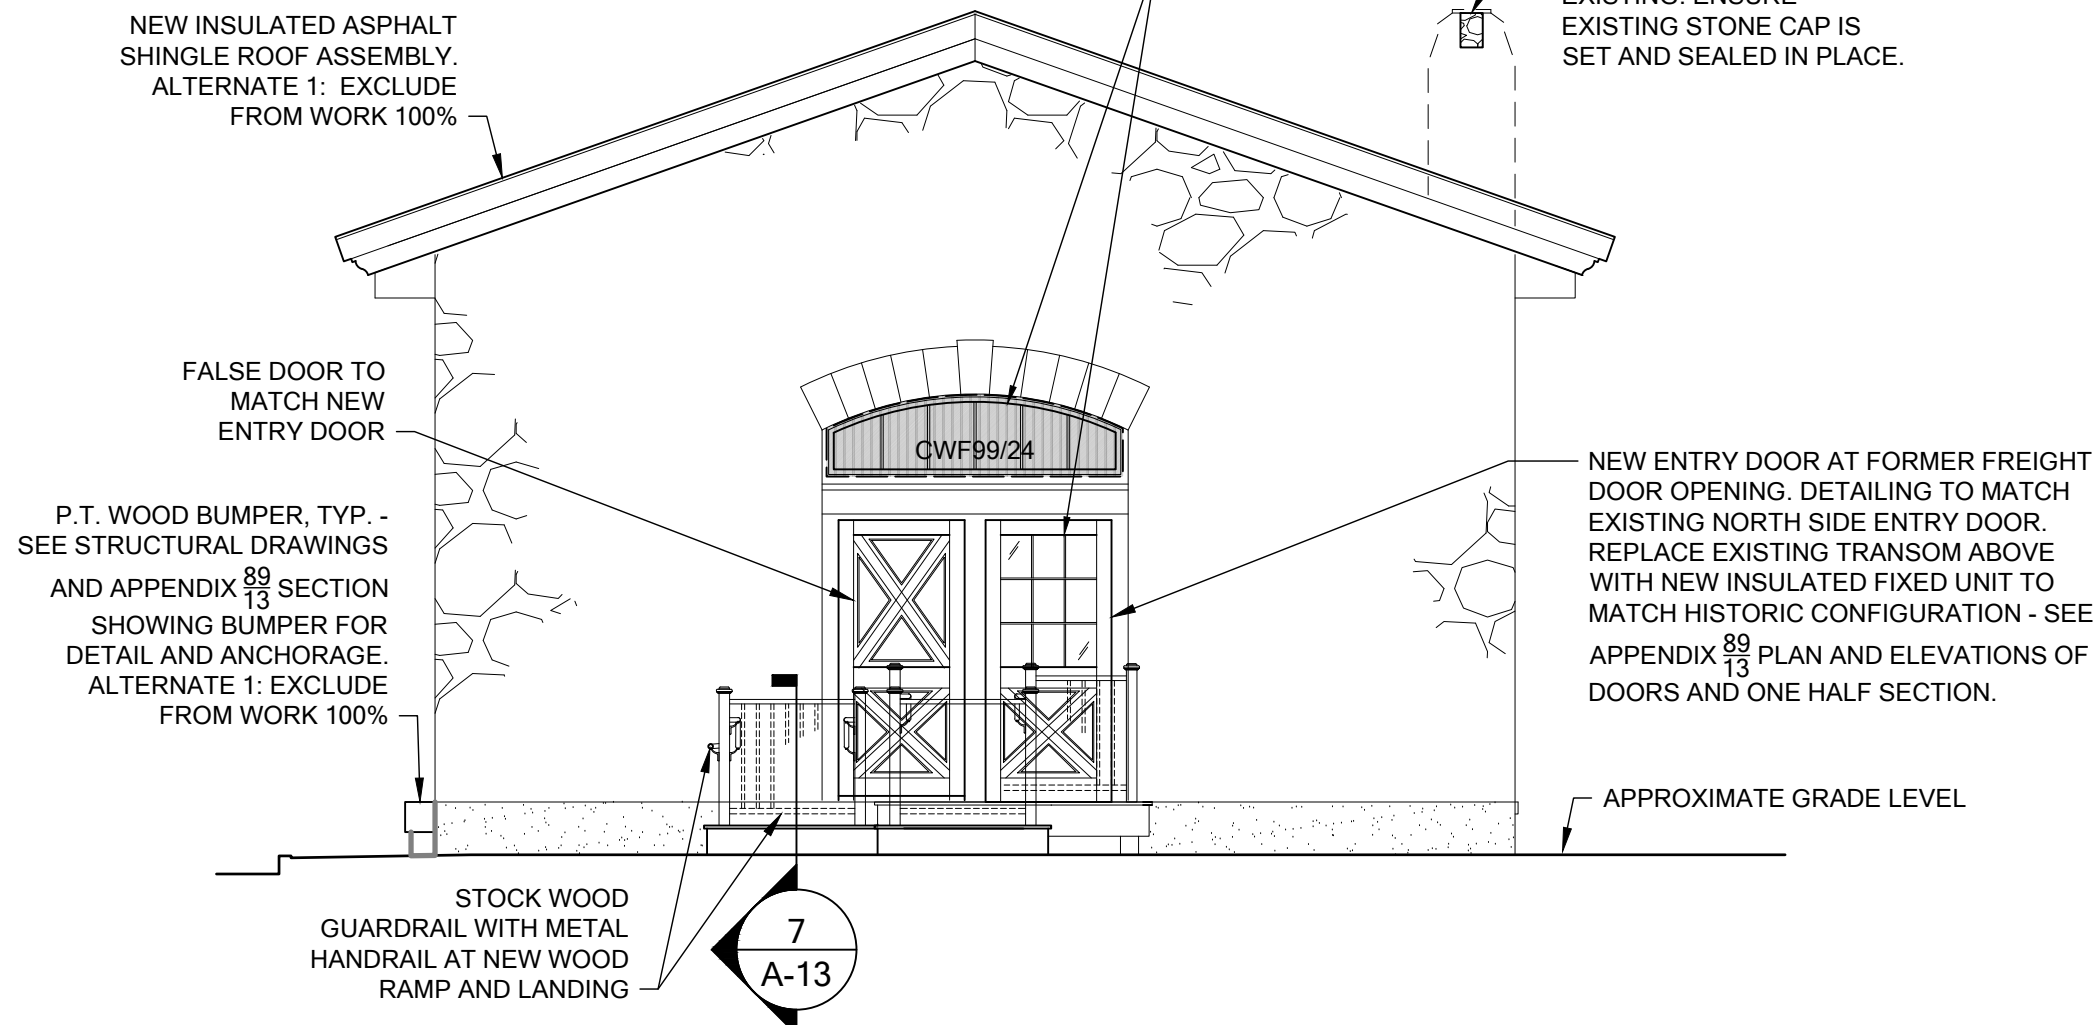 NEW INSULATED ASPHALT
SHINGLE ROOF ASSEMBLY.
ALTERNATE 1: EXCLUDE
FROM WORK 100%
EXISTING. ENSURE
EXISTING STONE CAP IS
SET AND SEALED IN PLACE.
FALSE DOOR TO
MATCH NEW
ENTRY DOOR
CWF99/24
P.T. WOOD BUMPER, TYP. -
SEE STRUCTURAL DRAWINGS
AND APPENDIX 89/13 SECTION
SHOWING BUMPER FOR
DETAIL AND ANCHORAGE.
ALTERNATE 1: EXCLUDE
FROM WORK 100%
NEW ENTRY DOOR AT FORMER FREIGHT
DOOR OPENING. DETAILING TO MATCH
EXISTING NORTH SIDE ENTRY DOOR.
REPLACE EXISTING TRANSOM ABOVE
WITH NEW INSULATED FIXED UNIT TO
MATCH HISTORIC CONFIGURATION - SEE
APPENDIX 89/13 PLAN AND ELEVATIONS OF
DOORS AND ONE HALF SECTION.
APPROXIMATE GRADE LEVEL
STOCK WOOD
GUARDRAIL WITH METAL
HANDRAIL AT NEW WOOD
RAMP AND LANDING
7
A-13